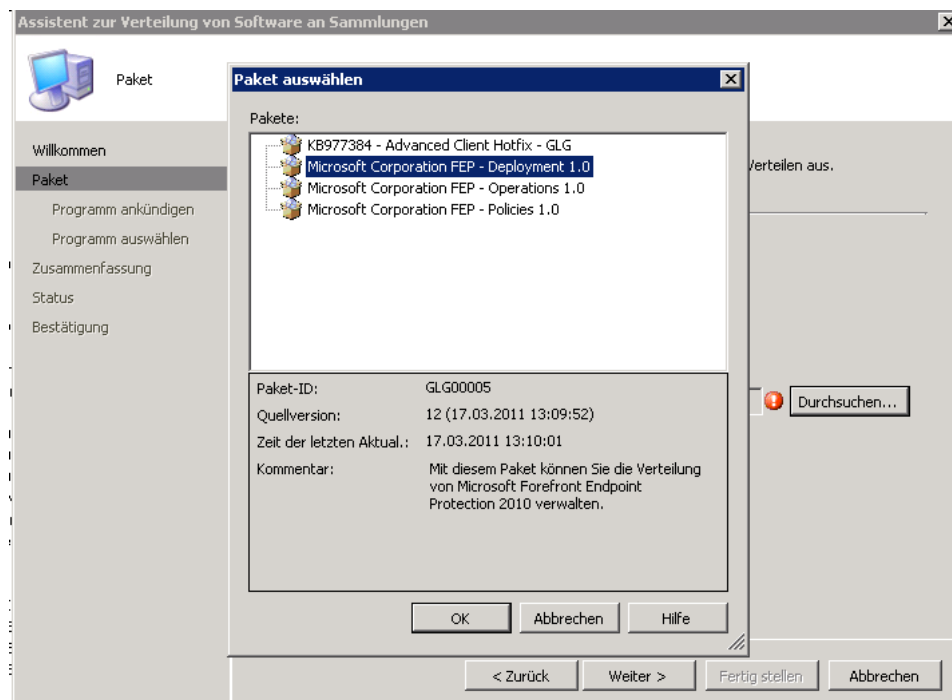 Assistent zur Verteilung von Software an Sammlungen
Paket
Willkommen
Paket
Programm ankündigen
Programm auswählen
Zusammenfassung
Status
Bestätigung
Paket auswählen
Pakete:
KB977384 - Advanced Client Hotfix - GLG
Microsoft Corporation FEP - Deployment 1.0
Microsoft Corporation FEP - Operations 1.0
Microsoft Corporation FEP - Policies 1.0
Paket-ID: GLG00005
Quellversion: 12 (17.03.2011 13:09:52)
Zeit der letzten Aktual.: 17.03.2011 13:10:01
Kommentar: Mit diesem Paket können Sie die Verteilung
von Microsoft Forefront Endpoint
Protection 2010 verwalten.
OK Abbrechen Hilfe
Verteilen aus.
Durchsuchen...
< Zurück Weiter > Fertig stellen Abbrechen